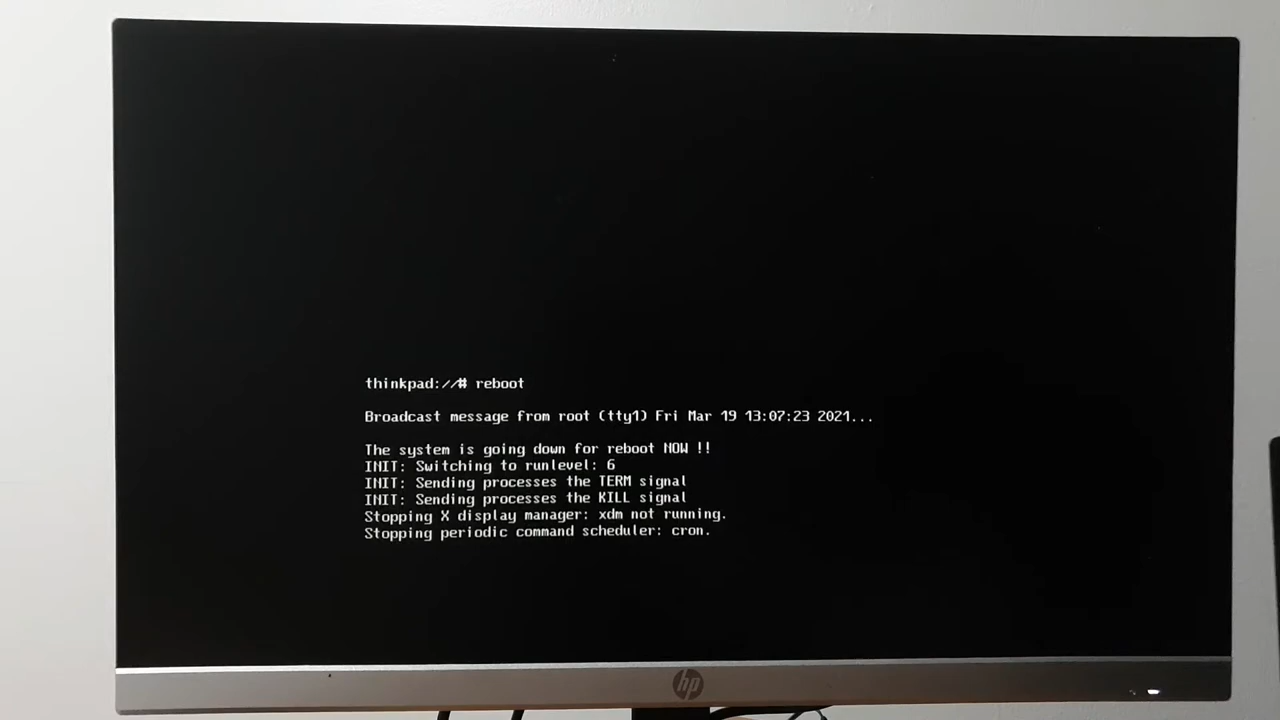 thinkpad://# reboot
Broadcast message from root (tty1) Fri Mar 19 13:07:23 2021...
The system is going down for reboot NOW !!
INIT: Switching to runlevel: 6
INIT: Sending processes the TERM signal
INIT: Sending processes the KILL signal
Stopping X display manager: xdm not running.
Stopping periodic command scheduler: cron.
hp